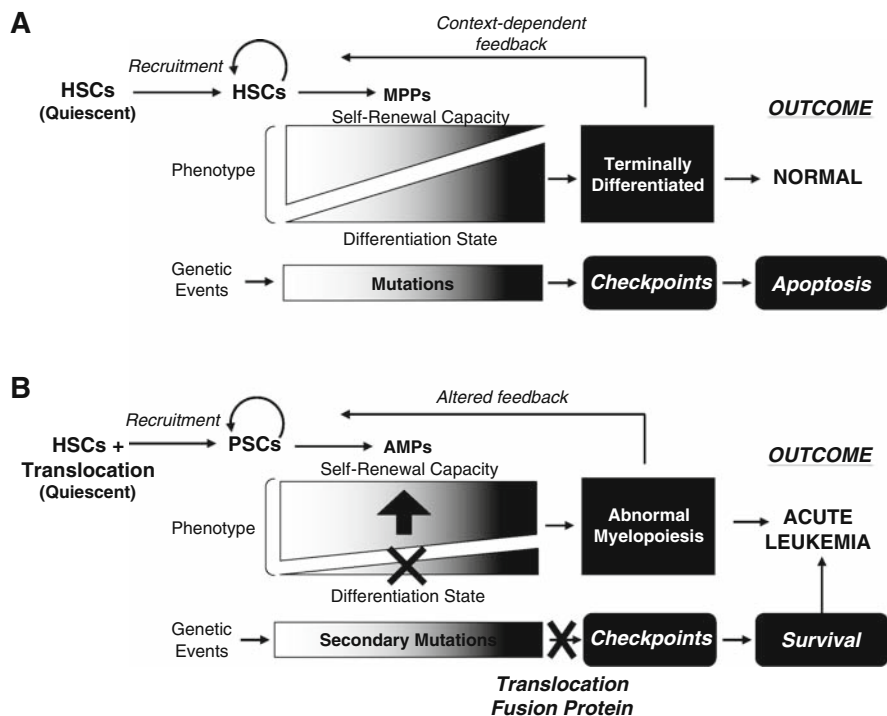 A
Context-dependent
feedback
Recruitment
HSCs
(Quiescent)
HSCs
MPPs
Self-Renewal Capacity
OUTCOME
Phenotype
Terminally
Differentiated
NORMAL
Differentiation State
Genetic
Events
Mutations
Checkpoints
Apoptosis
B
Altered feedback
Recruitment
HSCs +
Translocation
(Quiescent)
PSCs
AMPs
Self-Renewal Capacity
OUTCOME
Phenotype
Abnormal
Myelopoiesis
ACUTE
LEUKEMIA
Differentiation State
Genetic
Events
Secondary Mutations
Checkpoints
Survival
Translocation
Fusion Protein